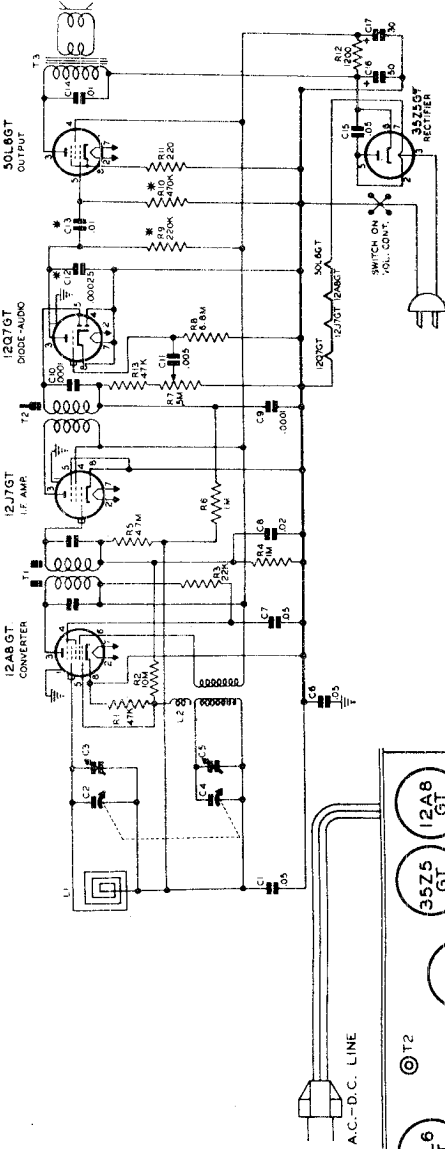 12A8GT
CONVERTER
12J7GT
I.F. AMP.
12Q7GT
DIODE-AUDIO
50L6GT
OUTPUT
T1
T2
T3
L1
C2
C3
C4
C5
L2
R1
47K
R2
10M
R3
22K
R4
1M
R5
4.7M
R6
1M
R7
.5M
R8
6.8M
R9
220K
R10
470K
R11
220
R12
1200
R13
47K
C1
.05
C6
.05
C7
.05
C8
.02
C9
.0001
C10
.0001
C11
.005
C12
.00025
C13
.01
C14
.01
C15
.05
C16
50
C17
30
12Q7GT
12J7GT
12A8GT
50L6GT
SWITCH ON
VOL. CONT.
35Z5GT
RECTIFIER
A.C.-D.C. LINE
T2
35Z5
GT
12A8
GT